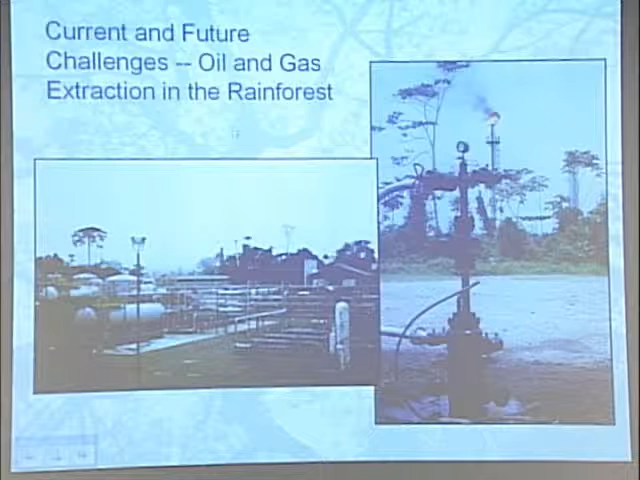 Current and Future
Challenges -- Oil and Gas
Extraction in the Rainforest